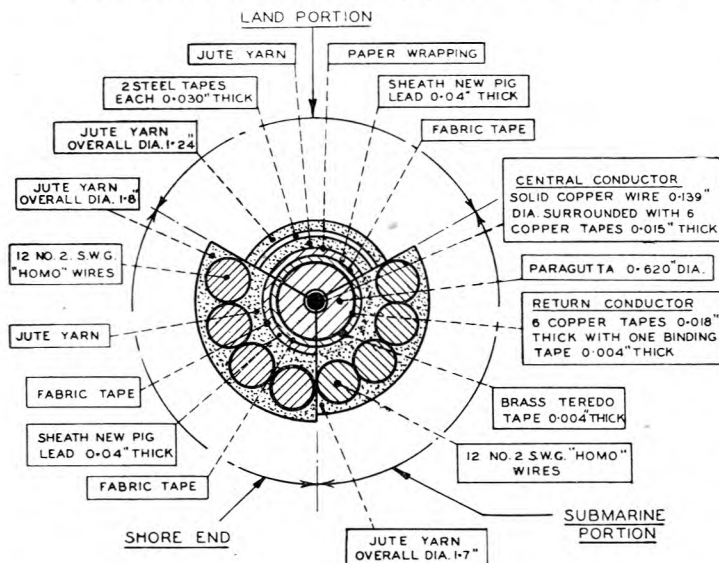 LAND PORTION
JUTE YARN
PAPER WRAPPING
2 STEEL TAPES
EACH 0·030" THICK
SHEATH NEW PIG
LEAD 0·04" THICK
JUTE YARN
OVERALL DIA. 1·24"
FABRIC TAPE
JUTE YARN
OVERALL DIA. 1·8"
CENTRAL CONDUCTOR
SOLID COPPER WIRE 0·139"
DIA. SURROUNDED WITH 6
COPPER TAPES 0·015" THICK
12 NO. 2. S.W.G.
"HOMO" WIRES
PARAGUTTA 0·620" DIA.
JUTE YARN
RETURN CONDUCTOR
6 COPPER TAPES 0·018"
THICK WITH ONE BINDING
TAPE 0·004" THICK
FABRIC TAPE
BRASS TEREDO
TAPE 0·004" THICK
SHEATH NEW PIG
LEAD 0·04" THICK
12 NO. 2 S.W.G. "HOMO"
WIRES
FABRIC TAPE
SHORE END
SUBMARINE
PORTION
JUTE YARN
OVERALL DIA. 1·7"